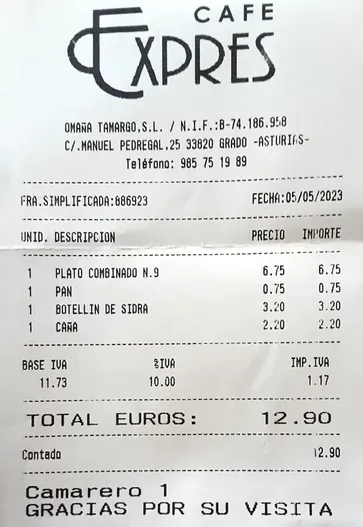 CAFE
EXPRES
OMAÑA TAMARGO,S.L. / N.I.F.:B-74.186.958
C/.MANUEL PEDREGAL,25 33820 GRADO -ASTURIAS-
Teléfono: 985 75 19 89
FRA.SIMPLIFICADA:686923 FECHA:05/05/2023
UNID. DESCRIPCION PRECIO IMPORTE
1 PLATO COMBINADO N.9 6.75 6.75
1 PAN 0.75 0.75
1 BOTELLIN DE SIDRA 3.20 3.20
1 CAÑA 2.20 2.20
BASE IVA %IVA IMP.IVA
11.73 10.00 1.17
TOTAL EUROS: 12.90
Contado 12.90
Camarero 1
GRACIAS POR SU VISITA